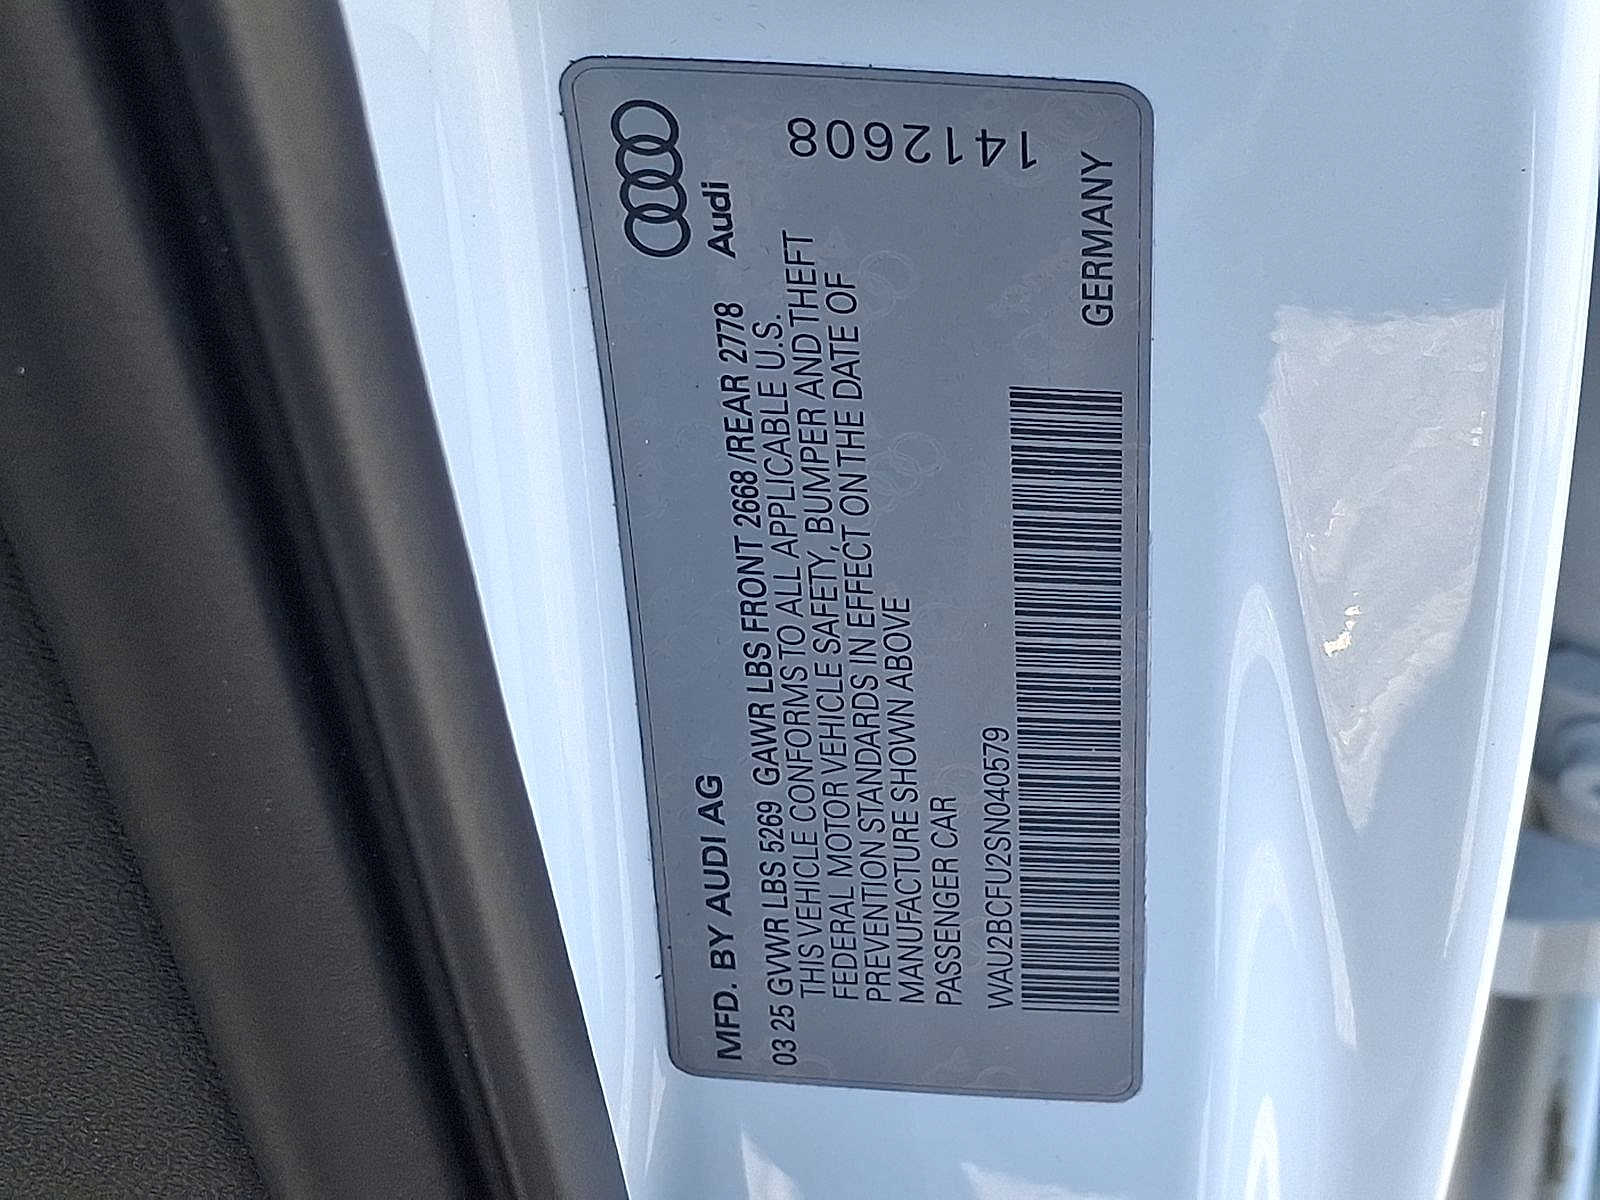 Audi
MFD. BY AUDI AG
03 25 GVWR LBS 5269 GAWR LBS FRONT 2668 /REAR 2778
THIS VEHICLE CONFORMS TO ALL APPLICABLE U.S.
FEDERAL MOTOR VEHICLE SAFETY, BUMPER AND THEFT
PREVENTION STANDARDS IN EFFECT ON THE DATE OF
MANUFACTURE SHOWN ABOVE
PASSENGER CAR
WAU2BCFU2SN040579
GERMANY
1412608